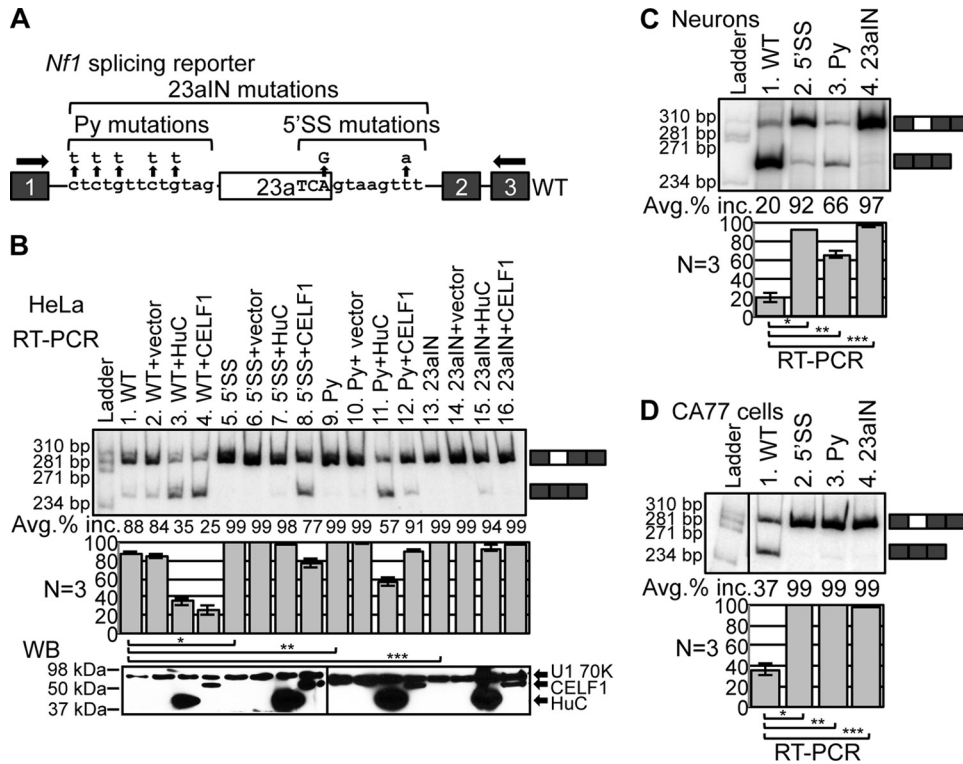 A
Nf1 splicing reporter
23aIN mutations
Py mutations
5'SS mutations
t t t t t
G
a
1
ctctgttctgtag
23a
TCAgtaagttt
2
3
WT
B
HeLa
RT-PCR
Ladder
1. WT
2. WT+vector
3. WT+HuC
4. WT+CELF1
5. 5'SS
6. 5'SS+vector
7. 5'SS+HuC
8. 5'SS+CELF1
9. Py
10. Py+ vector
11. Py+HuC
12. Py+CELF1
13. 23aIN
14. 23aIN+vector
15. 23aIN+HuC
16. 23aIN+CELF1
310 bp
281 bp
271 bp
234 bp
Avg.% inc. 88 84 35 25 99 99 98 77 99 99 57 91 99 99 94 99
N=3
100
80
60
40
20
0
*
**
***
WB
98 kDa
50 kDa
37 kDa
U1 70K
CELF1
HuC
C Neurons
Ladder
1. WT
2. 5'SS
3. Py
4. 23aIN
310 bp
281 bp
271 bp
234 bp
Avg.% inc. 20 92 66 97
N=3
100
80
60
40
20
0
*
**
***
RT-PCR
D CA77 cells
Ladder
1. WT
2. 5'SS
3. Py
4. 23aIN
310 bp
281 bp
271 bp
234 bp
Avg.% inc. 37 99 99 99
N=3
100
80
60
40
20
0
*
**
***
RT-PCR